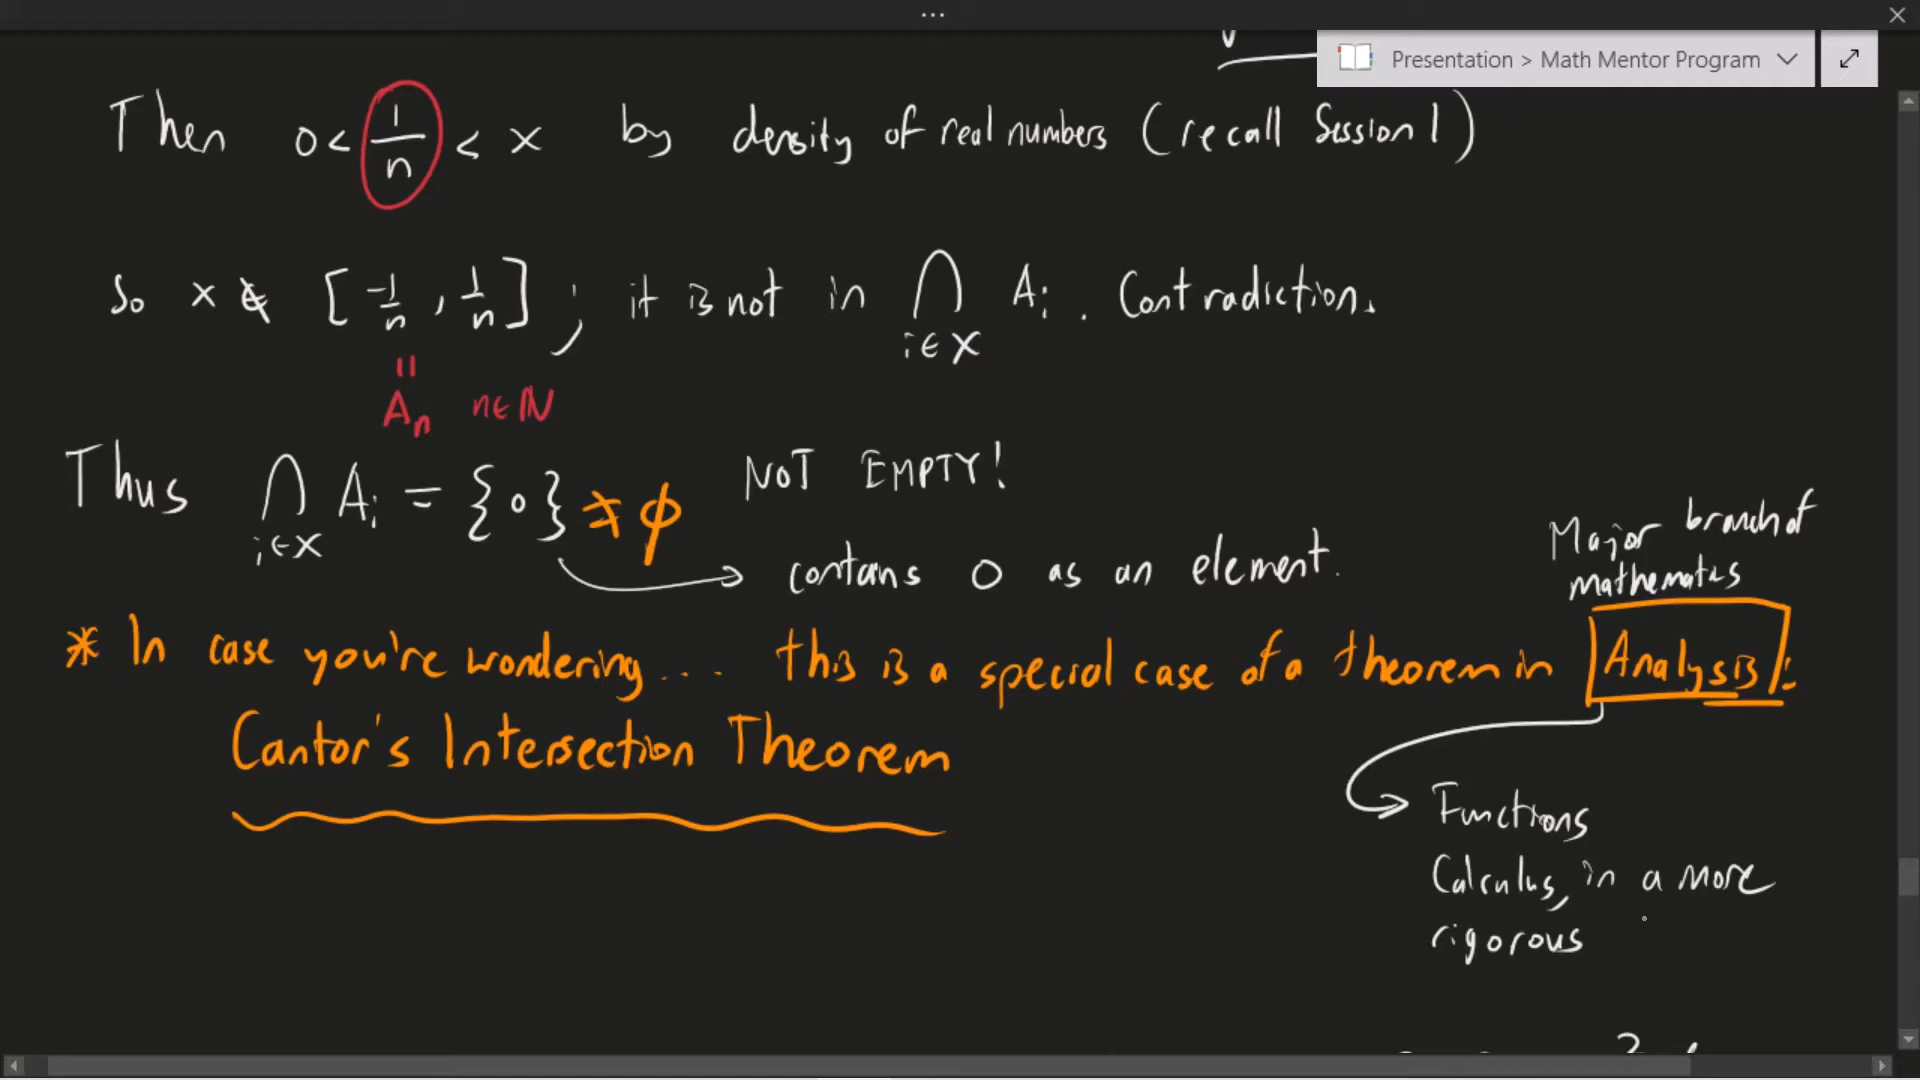 Presentation > Math Mentor Program
Then 0 < 1/n < x by density of real numbers (recall Session 1)
So x ∉ [-1/n, 1/n]; it is not in ⋂ i∈X Ai. Contradiction.
=
An n∈ℕ
Thus ⋂ i∈X Ai = {0} ≠ ϕ NOT EMPTY!
contains 0 as an element.
Major branch of
mathematics
* In case you're wondering... this is a special case of a theorem in Analysis:
Cantor's Intersection Theorem
Functions
Calculus, in a more
rigorous